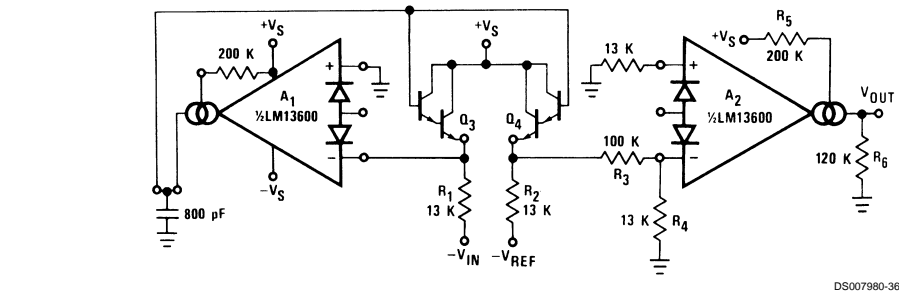 +VS
200 K
A1
½LM13600
+
−
−VS
800 pF
+VS
Q3
Q4
R1
13 K
−VIN
R2
13 K
−VREF
13 K
100 K
R3
13 K
R4
+VS
R5
200 K
A2
½LM13600
+
−
VOUT
120 K
R6
DS007980-36